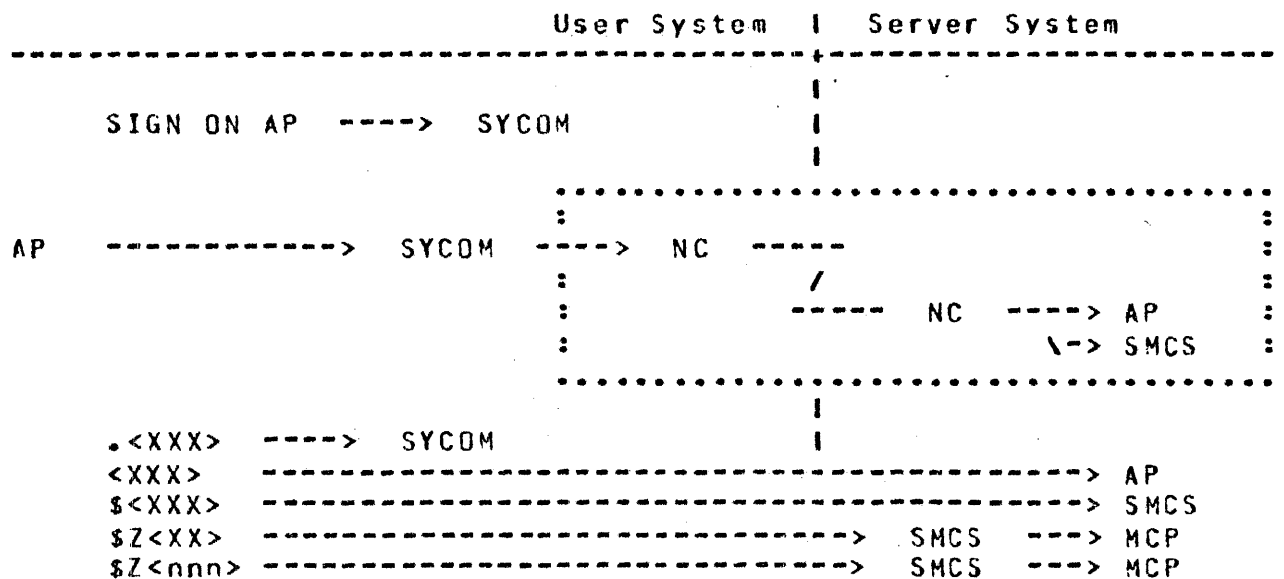 User System | Server System
SIGN ON AP ----> SYCOM
AP ------------> SYCOM ----> NC -----
/
----- NC ----> AP
\-> SMCS
.<XXX> ----> SYCOM
<XXX> ----------------------------------------> AP
$<XXX> ----------------------------------------> SMCS
$Z<XX> -----------------------------> SMCS ---> MCP
$Z<nnn> -----------------------------> SMCS ---> MCP